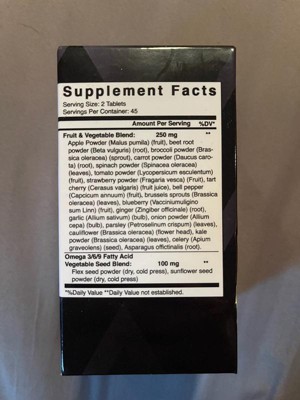 Supplement Facts
Serving Size: 2 Tablets
Servings Per Container: 45
Amount Per Serving %DV*
Fruit & Vegetable Blend: 250 mg **
Apple Powder (Malus pumila) (fruit), beet root
powder (Beta vulgaris) (root), broccoli powder (Bras-
sica oleracea) (sprout), carrot powder (Daucus caro-
ta) (root), spinach powder (Spinacea oleracea)
(leaves), tomato powder (Lycopersicum esculentum)
(fruit), strawberry powder (Fragaria vesca) (Fruit), tart
cherry (Cerasus valgaris) (fruit juice), bell pepper
(Capcicum annuum) (fruit), brussels sprouts (Brassica
oleracea) (leaves), blueberry (Vacciniumuligino
sum Linn) (fruit), ginger (Zingiber officinale) (root),
garlic (Allium sativum) (bulb), onion powder (Allium
cepa) (bulb), parsley (Petroselinum crispum) (leaves),
cauliflower (Brassica oleracea) (flower head), kale
powder (Brassica oleracea) (leaves), celery (Apium
graveolens) (seed), Asparagus offictinalis (root).
Omega 3/6/9 Fatty Acid
Vegetable Seed Blend: 100 mg **
Flex seed powder (dry, cold press), sunflower seed
powder (dry, cold press)
*%Daily Value **Daily Value not established.